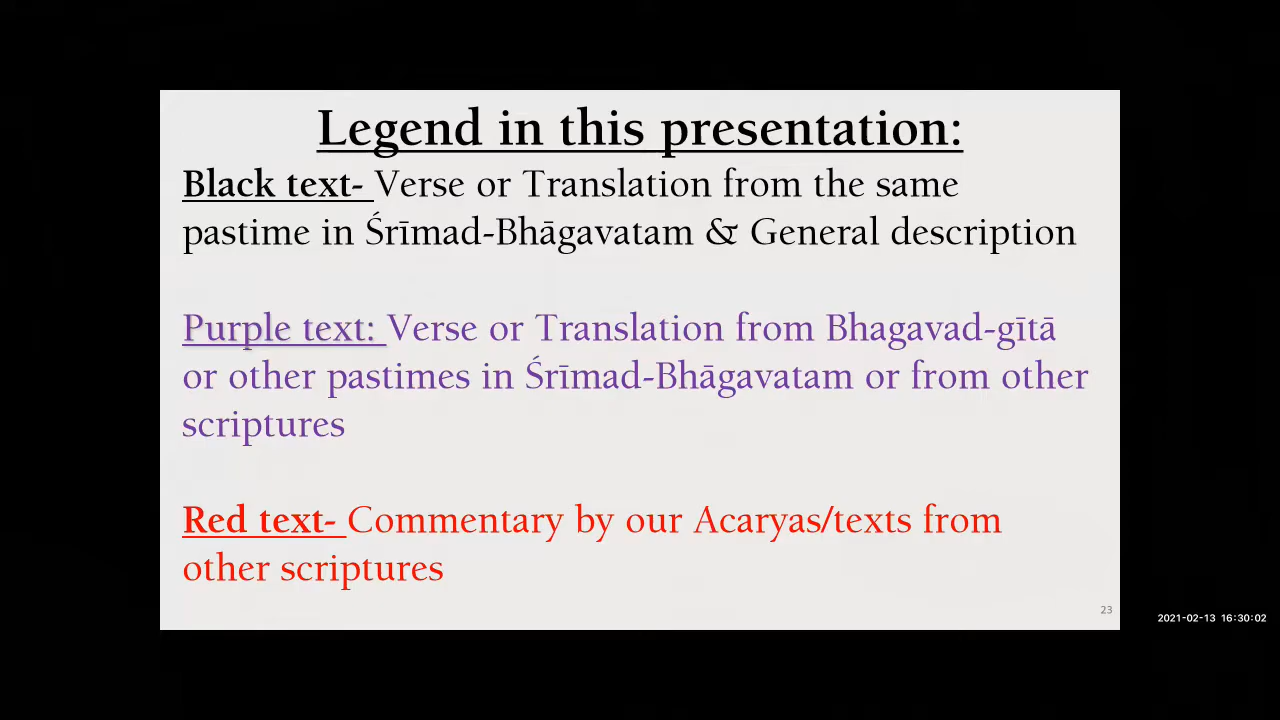 Legend in this presentation:
Black text- Verse or Translation from the same
pastime in Śrīmad-Bhāgavatam & General description
Purple text: Verse or Translation from Bhagavad-gītā
or other pastimes in Śrīmad-Bhāgavatam or from other
scriptures
Red text- Commentary by our Acaryas/texts from
other scriptures
23
2021-02-13 16:30:02